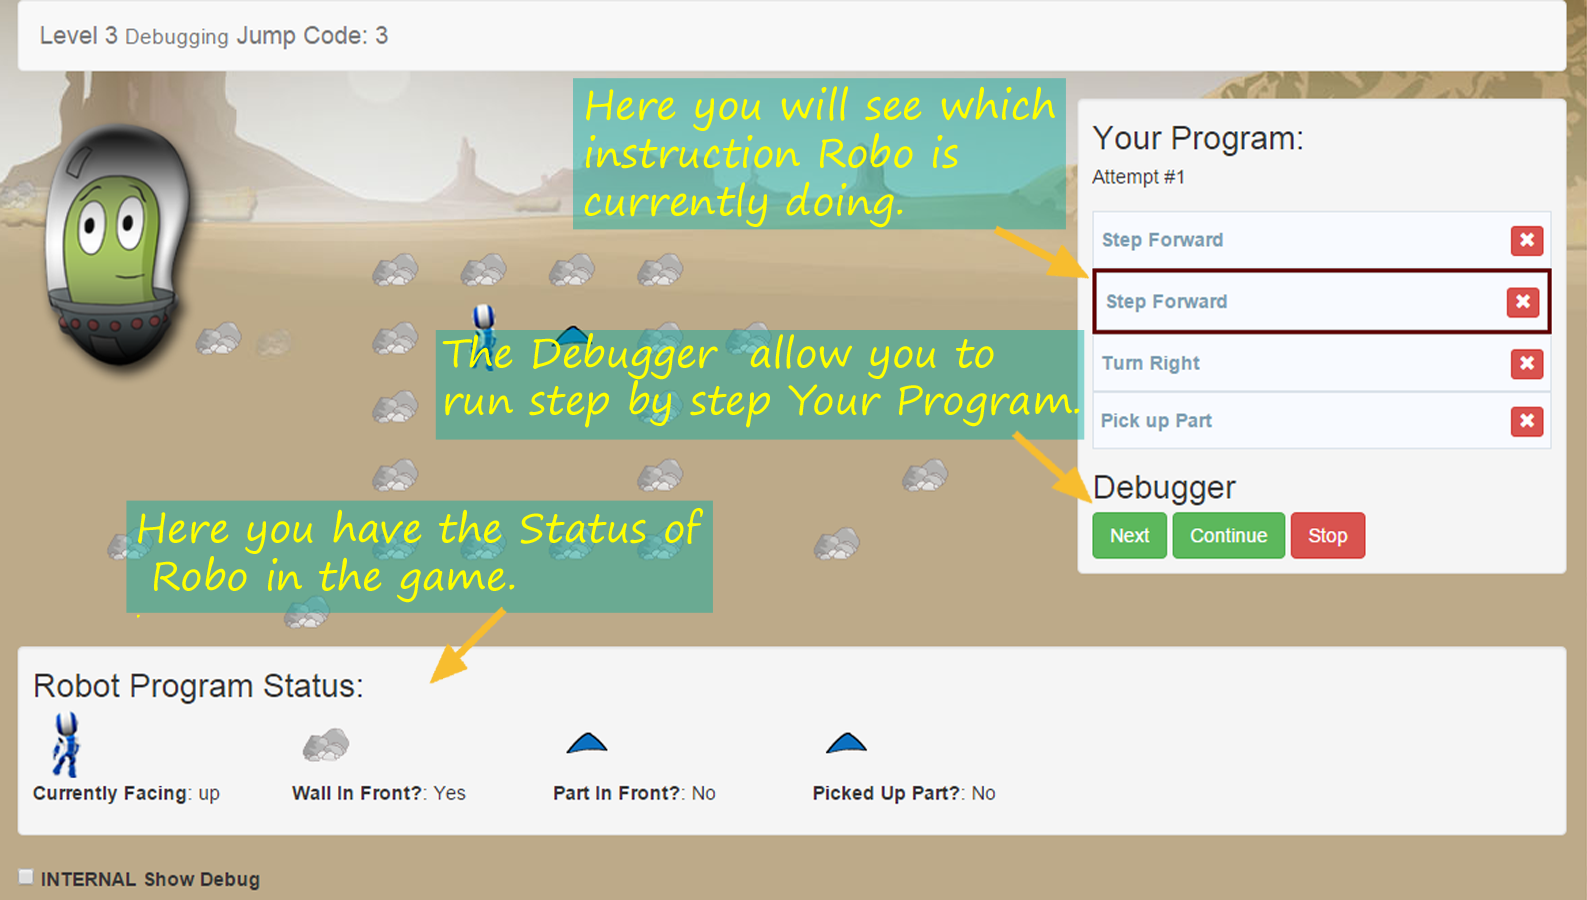 Level 3 Debugging Jump Code: 3
Here you will see which
instruction Robo is
currently doing.
Your Program:
Attempt #1
Step Forward
Step Forward
Turn Right
Pick up Part
The Debugger allow you to
run step by step Your Program.
Debugger
Next Continue Stop
Here you have the Status of
Robo in the game.
Robot Program Status:
Currently Facing: up
Wall In Front?: Yes
Part In Front?: No
Picked Up Part?: No
INTERNAL Show Debug